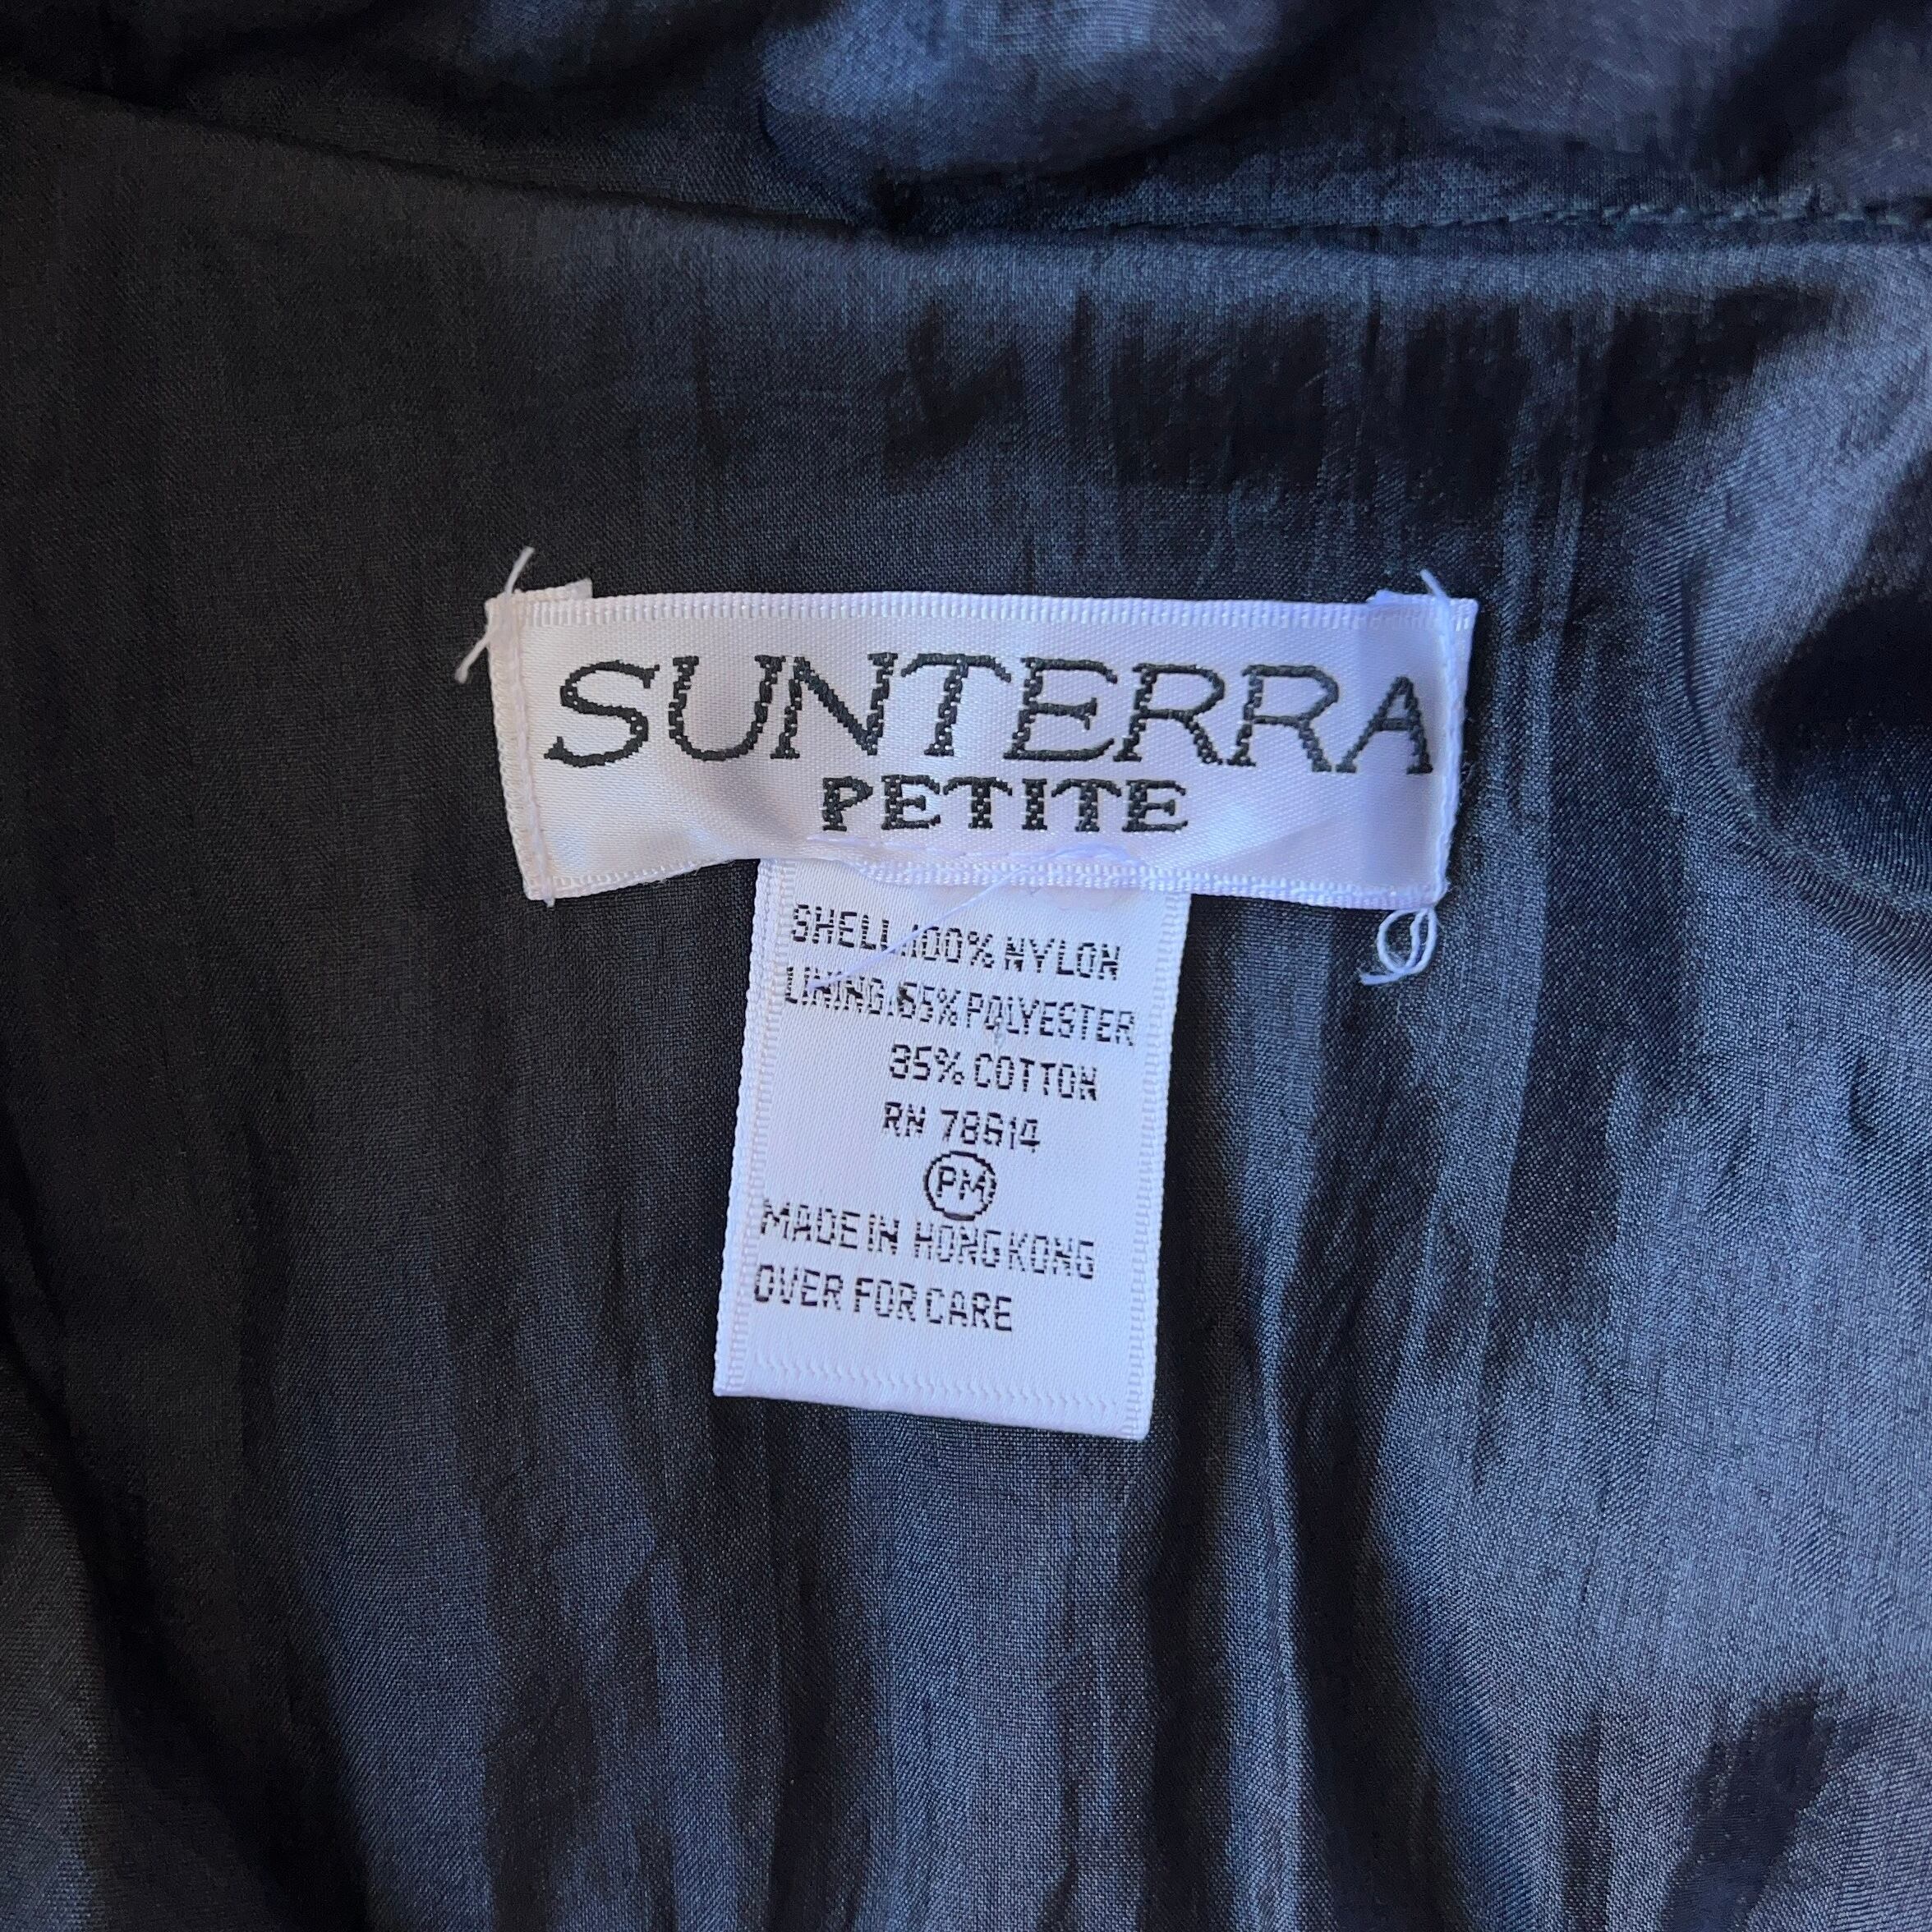 SUNTERRA
PETITE
SHELL.100% NYLON
LINING.65% POLYESTER
35% COTTON
RN 78614
PM
MADE IN HONG KONG
OVER FOR CARE